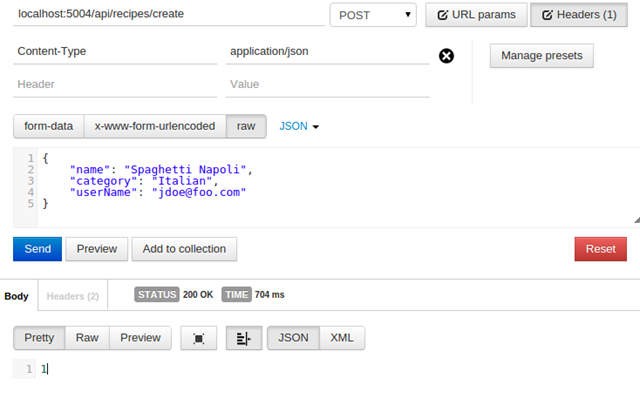 localhost:5004/api/recipes/create POST URL params Headers (1)
Content-Type application/json Manage presets
Header Value
form-data x-www-form-urlencoded raw JSON
1 {
2 "name": "Spaghetti Napoli",
3 "category": "Italian",
4 "userName": "jdoe@foo.com"
5 }
Send Preview Add to collection Reset
Body Headers (2) STATUS 200 OK TIME 704 ms
Pretty Raw Preview JSON XML
1 1